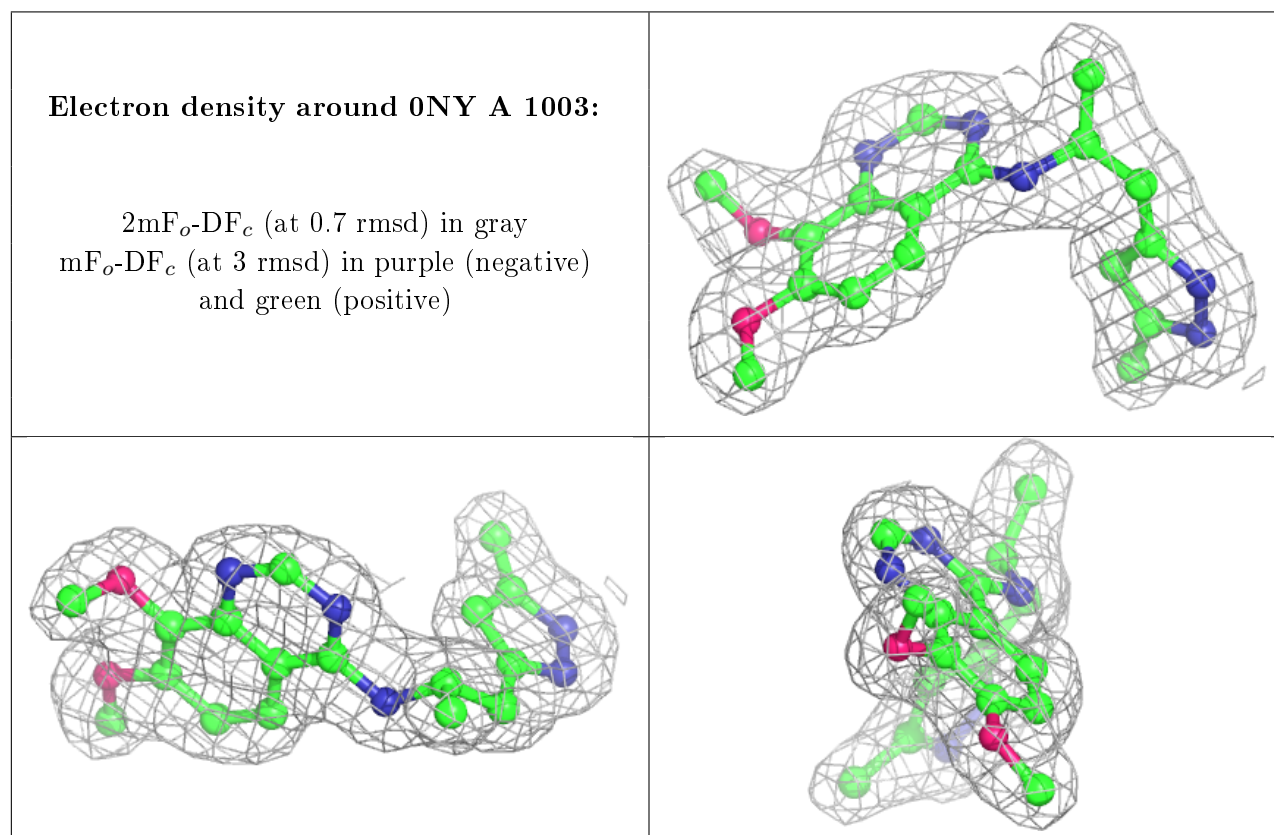 Electron density around 0NY A 1003:
2mFₒ-DF𝒸 (at 0.7 rmsd) in gray
mFₒ-DF𝒸 (at 3 rmsd) in purple (negative)
and green (positive)